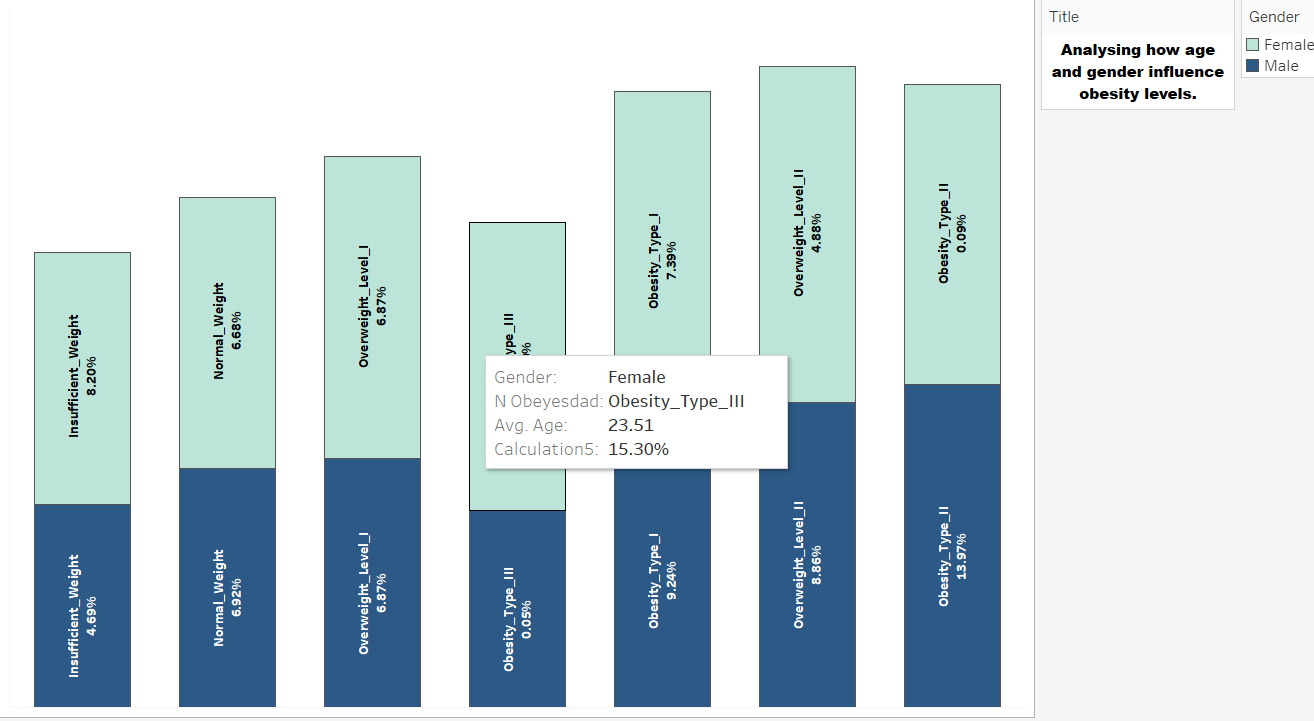 Title
Analysing how age
and gender influence
obesity levels.
Gender
Female
Male
Insufficient_Weight
8.20%
Insufficient_Weight
4.69%
Normal_Weight
6.68%
Normal_Weight
6.92%
Overweight_Level_I
6.87%
Overweight_Level_I
6.87%
ype_III
Obesity_Type_III
0.05%
Gender: Female
N Obeyesdad: Obesity_Type_III
Avg. Age: 23.51
Calculation5: 15.30%
Obesity_Type_I
7.39%
Obesity_Type_I
9.24%
Overweight_Level_II
4.88%
Overweight_Level_II
8.86%
Obesity_Type_II
0.09%
Obesity_Type_II
13.97%